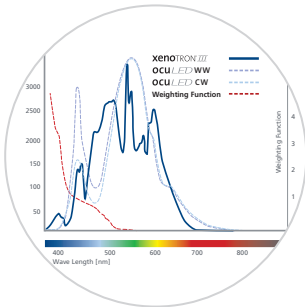 xenoTRON III
ocuLED WW
ocuLED CW
Weighting Function
3000
2500
2000
150
100
50
4
3
2
1
Weighting Function
400
500
600
700
800
Wave Length [nm]